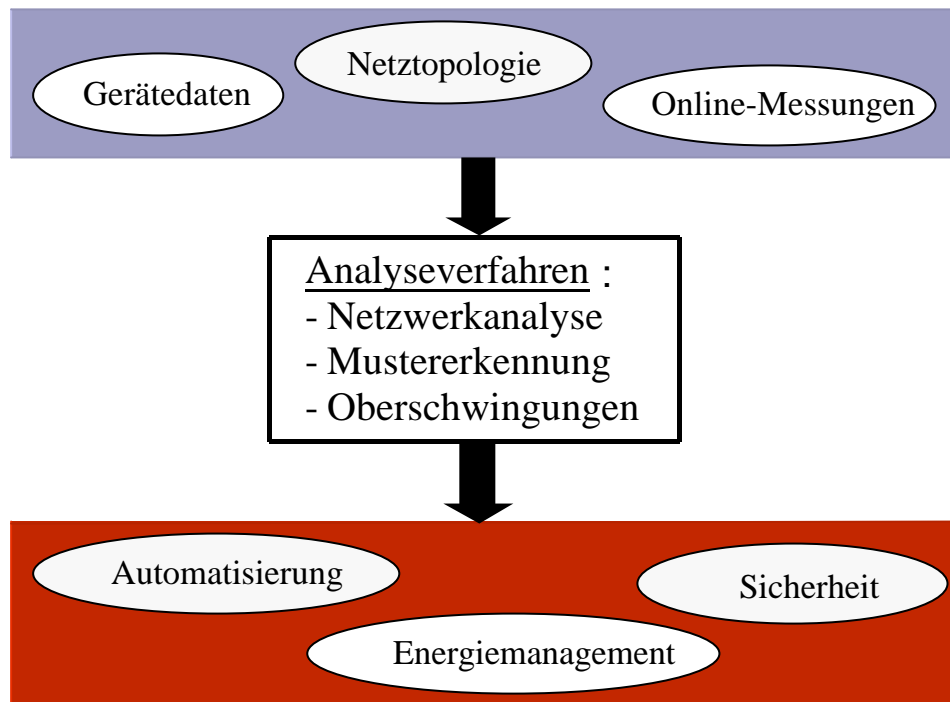 Netztopologie
Gerätedaten
Online-Messungen
Analyseverfahren :
- Netzwerkanalyse
- Mustererkennung
- Oberschwingungen
Automatisierung
Sicherheit
Energiemanagement